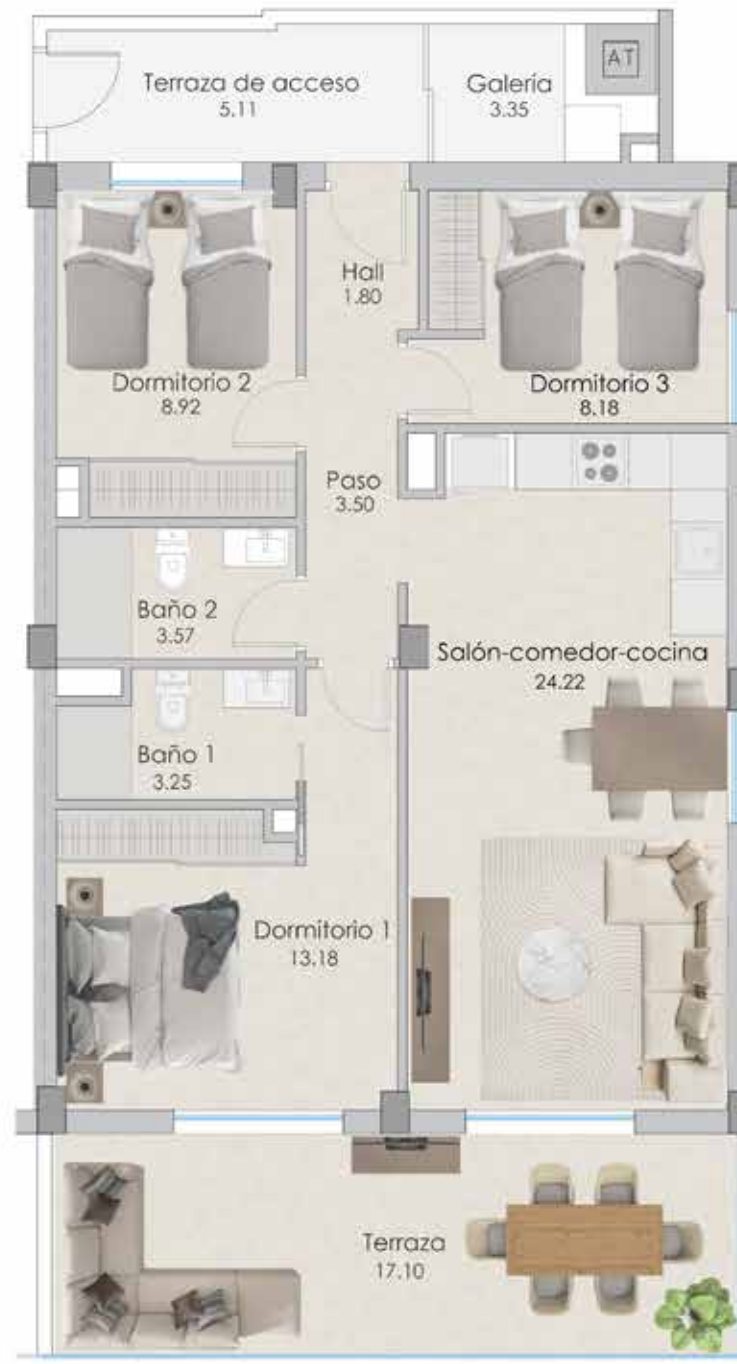 AT
Terraza de acceso
5.11
Galería
3.35
Hall
1.80
Dormitorio 2
8.92
Dormitorio 3
8.18
Paso
3.50
Baño 2
3.57
Salón-comedor-cocina
24.22
Baño 1
3.25
Dormitorio 1
13.18
Terraza
17.10